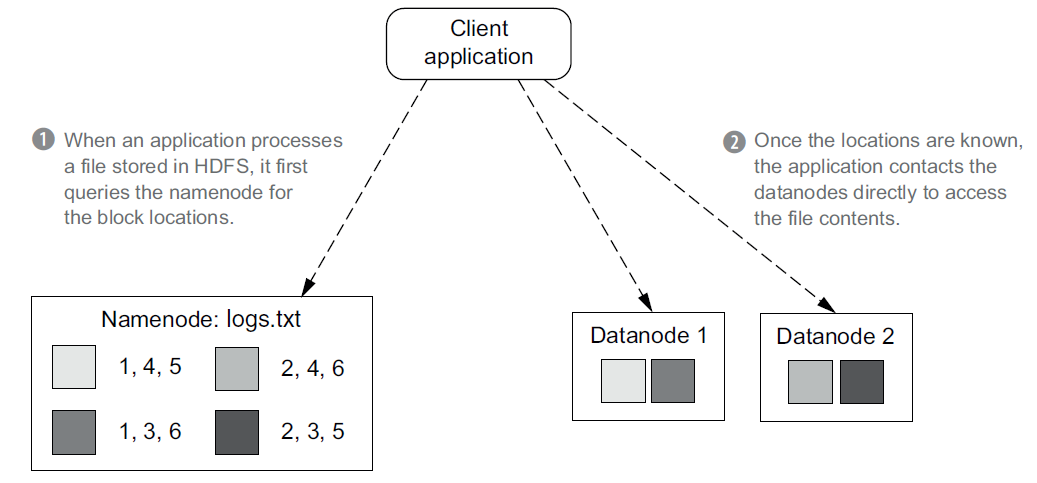 Client
application
1 When an application processes
a file stored in HDFS, it first
queries the namenode for
the block locations.
2 Once the locations are known,
the application contacts the
datanodes directly to access
the file contents.
Namenode: logs.txt
1, 4, 5
2, 4, 6
1, 3, 6
2, 3, 5
Datanode 1
Datanode 2